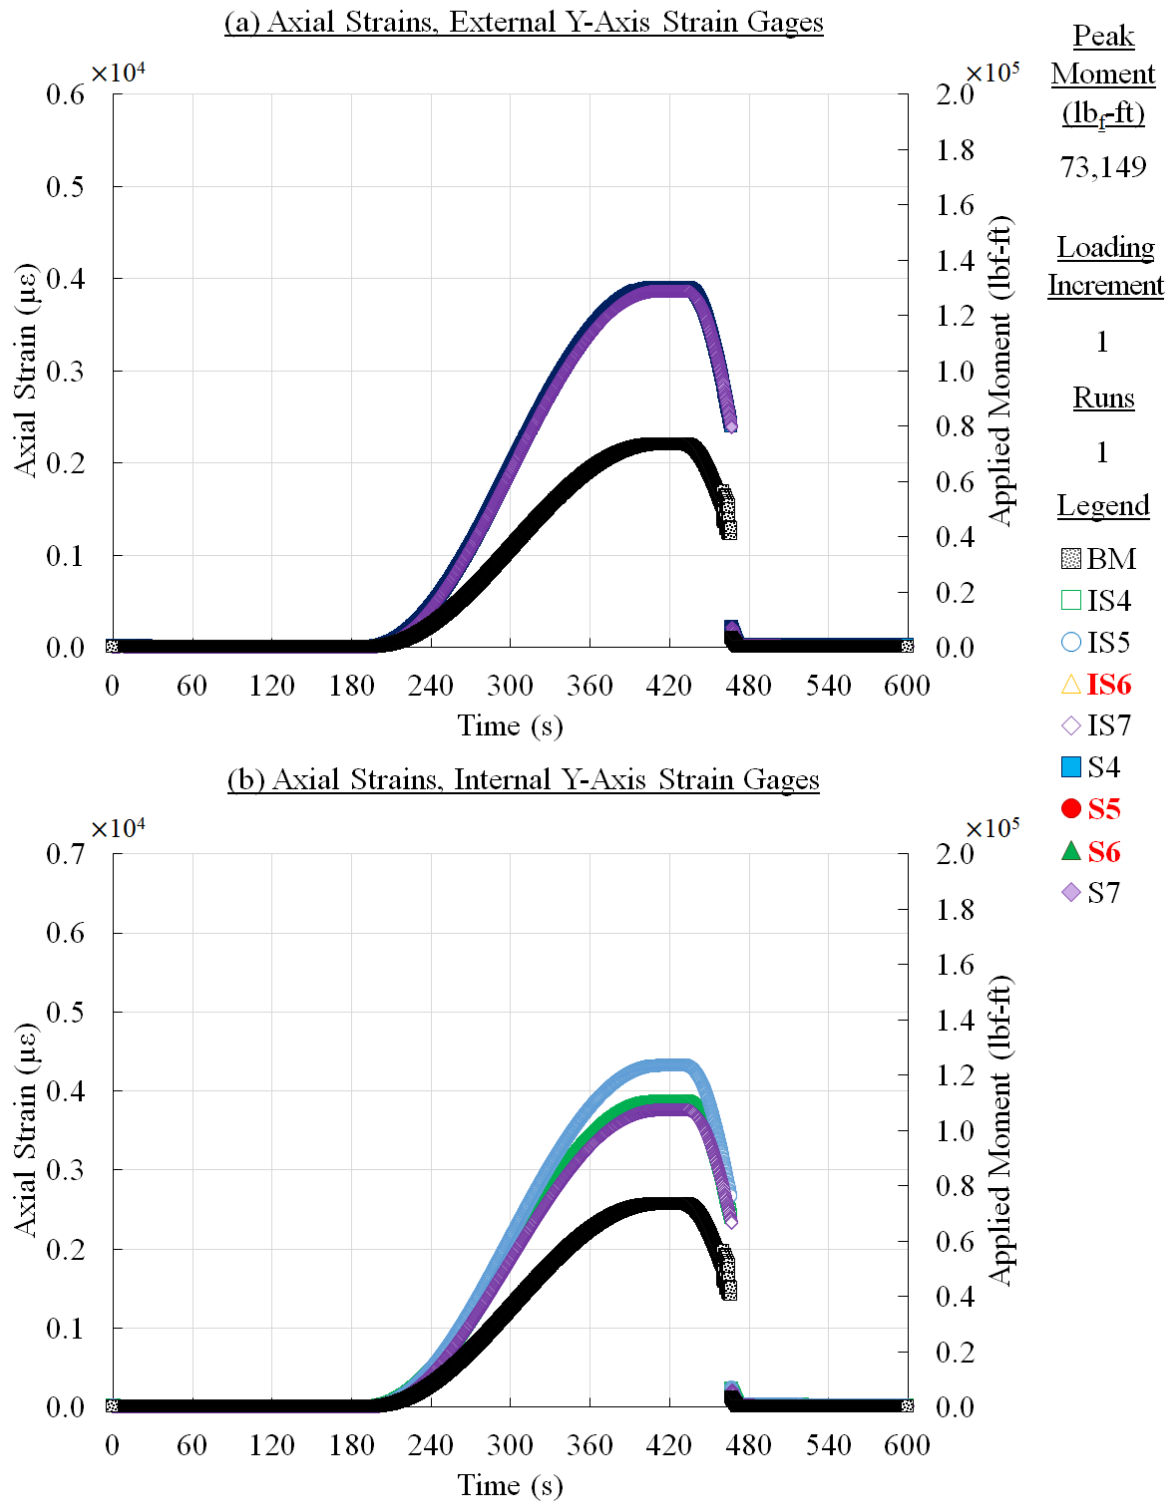 (a) Axial Strains, External Y-Axis Strain Gages
×10⁴
×10⁵
0.6
0.5
0.4
0.3
0.2
0.1
0.0
Axial Strain (με)
2.0
1.8
1.6
1.4
1.2
1.0
0.8
0.6
0.4
0.2
0.0
Applied Moment (lbf-ft)
0 60 120 180 240 300 360 420 480 540 600
Time (s)
(b) Axial Strains, Internal Y-Axis Strain Gages
×10⁴
×10⁵
0.7
0.6
0.5
0.4
0.3
0.2
0.1
0.0
Axial Strain (με)
2.0
1.8
1.6
1.4
1.2
1.0
0.8
0.6
0.4
0.2
0.0
Applied Moment (lbf-ft)
0 60 120 180 240 300 360 420 480 540 600
Time (s)
Peak
Moment
(lbf-ft)
73,149
Loading
Increment
1
Runs
1
Legend
BM
IS4
IS5
IS6
IS7
S4
S5
S6
S7